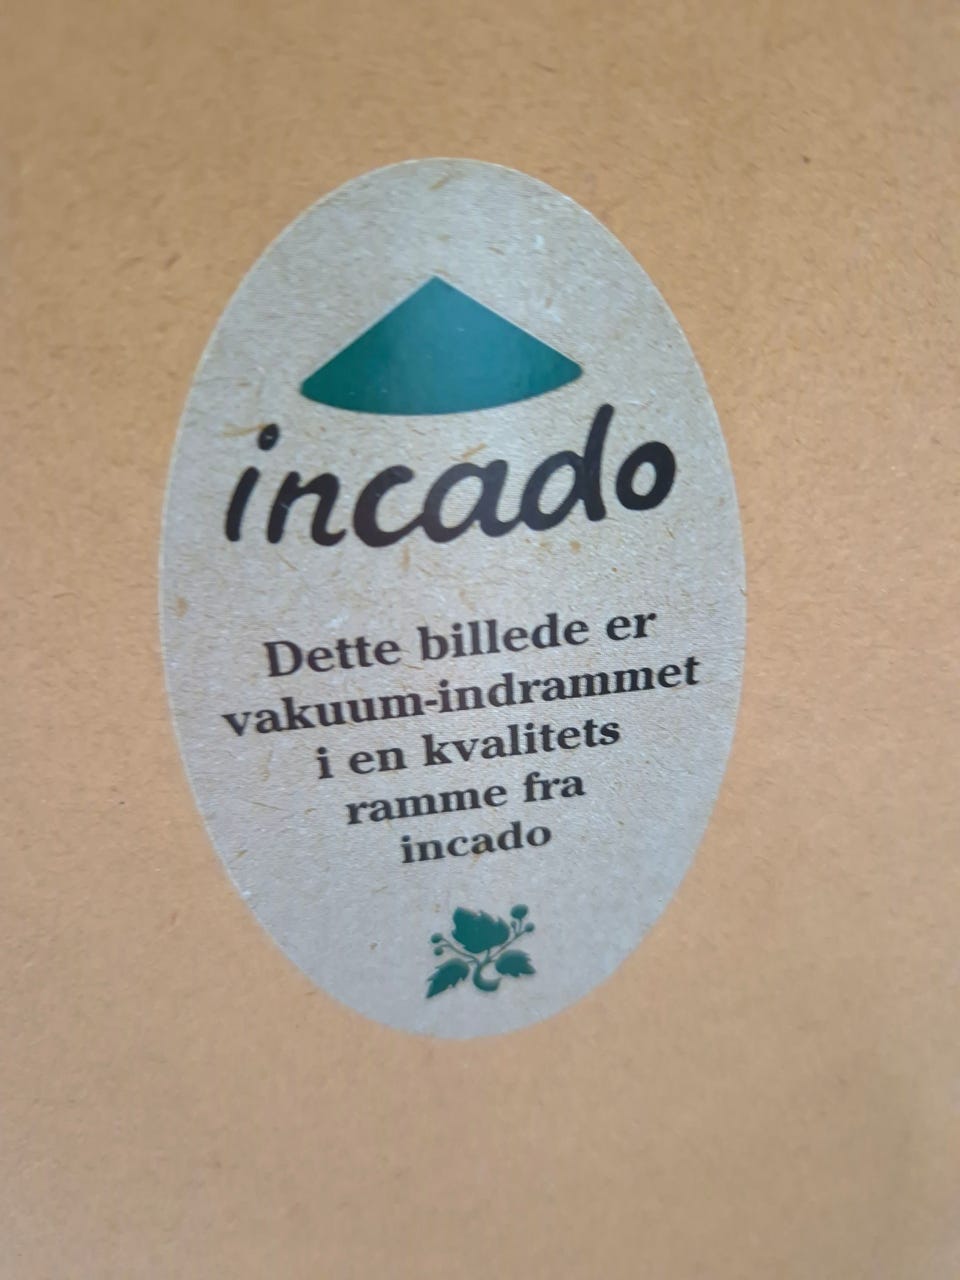 incado
Dette billede er
vakuum-indrammet
i en kvalitets
ramme fra
incado